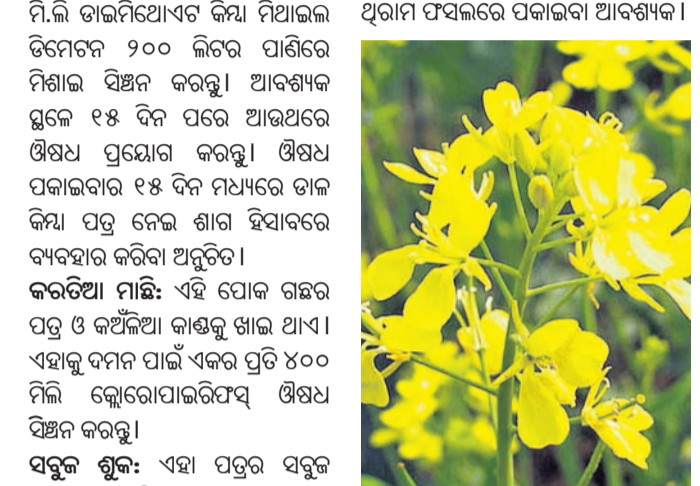 ମି.ଲି ଡାଇମିଥୋଏଟ କିମ୍ୱା ମିଥାଇଲ
ଡିମେଟନ ୨୦୦ ଲିଟର ପାଣିରେ
ମିଶାଇ ସିଞ୍ଚନ କରନ୍ତୁ। ଆବଶ୍ୟକ
ସ୍ଥଳେ ୧୫ ଦିନ ପରେ ଆଉଥରେ
ଔଷଧ ପ୍ରୟୋଗ କରନ୍ତୁ। ଔଷଧ
ପକାଇବାର ୧୫ ଦିନ ମଧ୍ୟରେ ଡାଳ
କିମ୍ୱା ପତ୍ର ନେଇ ଶାଗ ହିସାବରେ
ବ୍ୟବହାର କରିବା ଅନୁଚିତ।
କରତିଆ ମାଛି: ଏହି ପୋକ ଗଛର
ପତ୍ର ଓ କଅଁଳିଆ କାଣ୍ଡକୁ ଖାଇ ଥାଏ।
ଏହାକୁ ଦମନ ପାଇଁ ଏକର ପ୍ରତି ୪୦୦
ମିଲି କ୍ଲୋରୋପାଇରିଫସ୍ ଔଷଧ
ସିଞ୍ଚନ କରନ୍ତୁ।
ସବୁଜ ଶୁକ: ଏହା ପତ୍ରର ସବୁଜ
ଥିରାମ ଫସଲରେ ପକାଇବା ଆବଶ୍ୟକ।